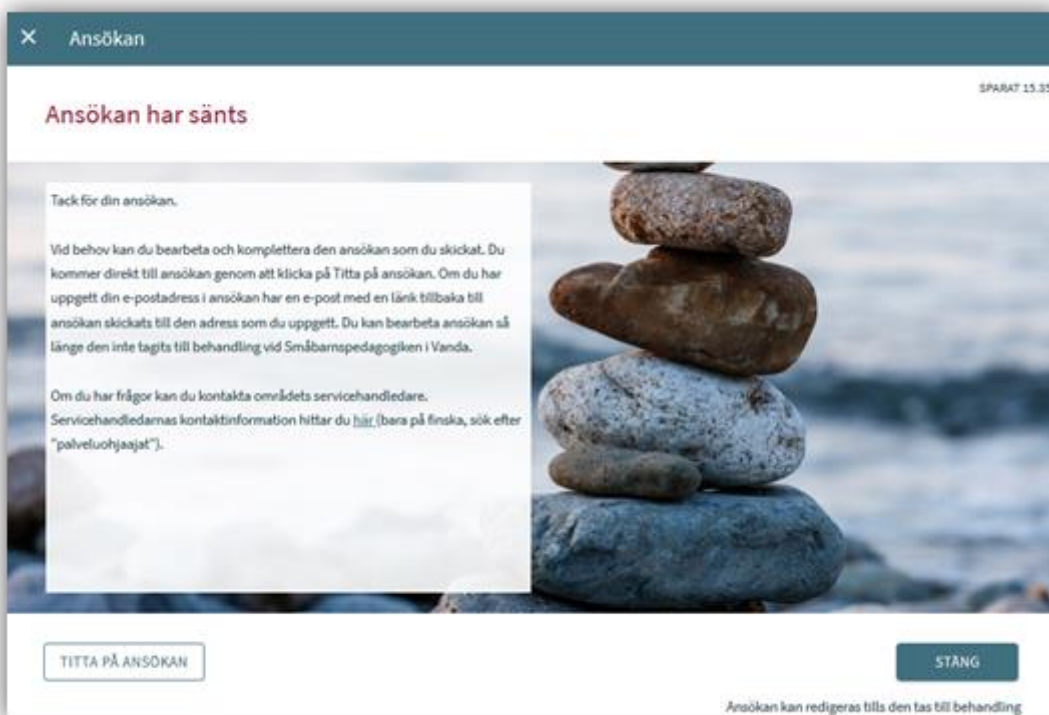 Ansökan
SPARAT 15.35
Ansökan har sänts
Tack för din ansökan.
Vid behov kan du bearbeta och komplettera den ansökan som du skickat. Du
kommer direkt till ansökan genom att klicka på Titta på ansökan. Om du har
uppgett din e-postadress i ansökan har en e-post med en länk tillbaka till
ansökan skickats till den adress som du uppgett. Du kan bearbeta ansökan så
länge den inte tagits till behandling vid Småbarnspedagogiken i Vanda.
Om du har frågor kan du kontakta områdets servicehandledare.
Servicehandledarnas kontaktinformation hittar du här (bara på finska, sök efter
"palveluohjaajat").
TITTA PÅ ANSÖKAN
STÄNG
Ansökan kan redigeras tills den tas till behandling